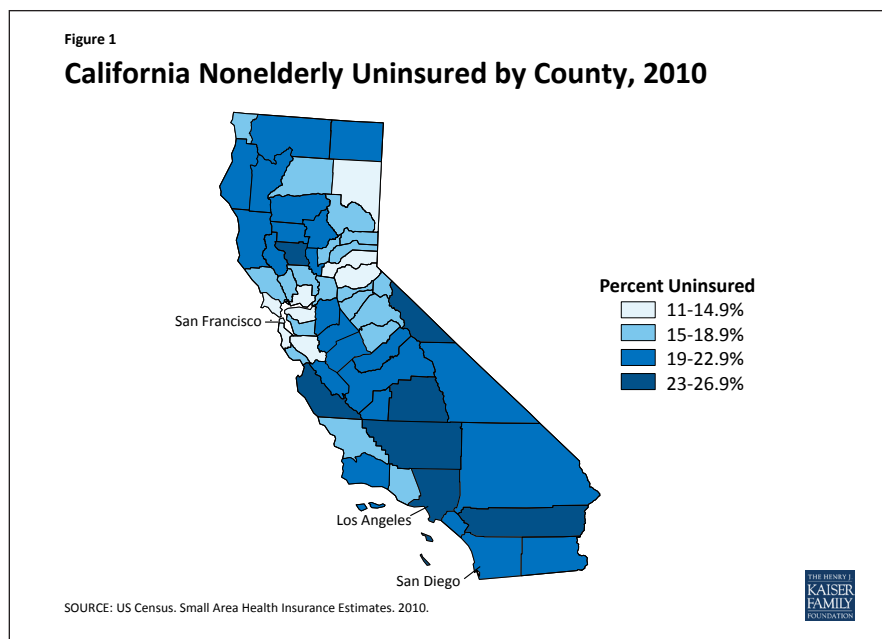 Figure 1
California Nonelderly Uninsured by County, 2010
Percent Uninsured
11-14.9%
15-18.9%
19-22.9%
23-26.9%
San Francisco
Los Angeles
San Diego
SOURCE: US Census. Small Area Health Insurance Estimates. 2010.
THE HENRY J.
KAISER
FAMILY
FOUNDATION